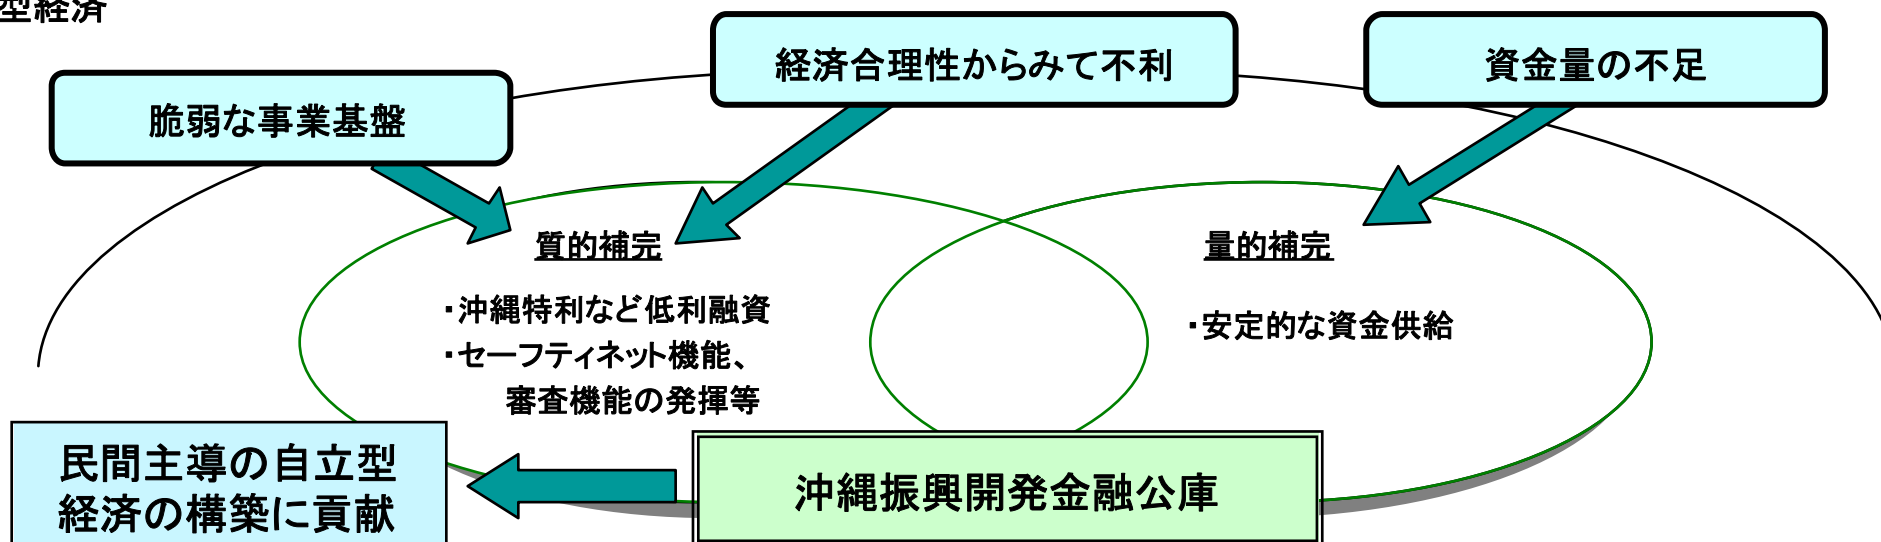 型経済
脆弱な事業基盤
経済合理性からみて不利
資金量の不足
質的補完
・沖縄特利など低利融資
・セーフティネット機能、
審査機能の発揮等
量的補完
・安定的な資金供給
民間主導の自立型
経済の構築に貢献
沖縄振興開発金融公庫